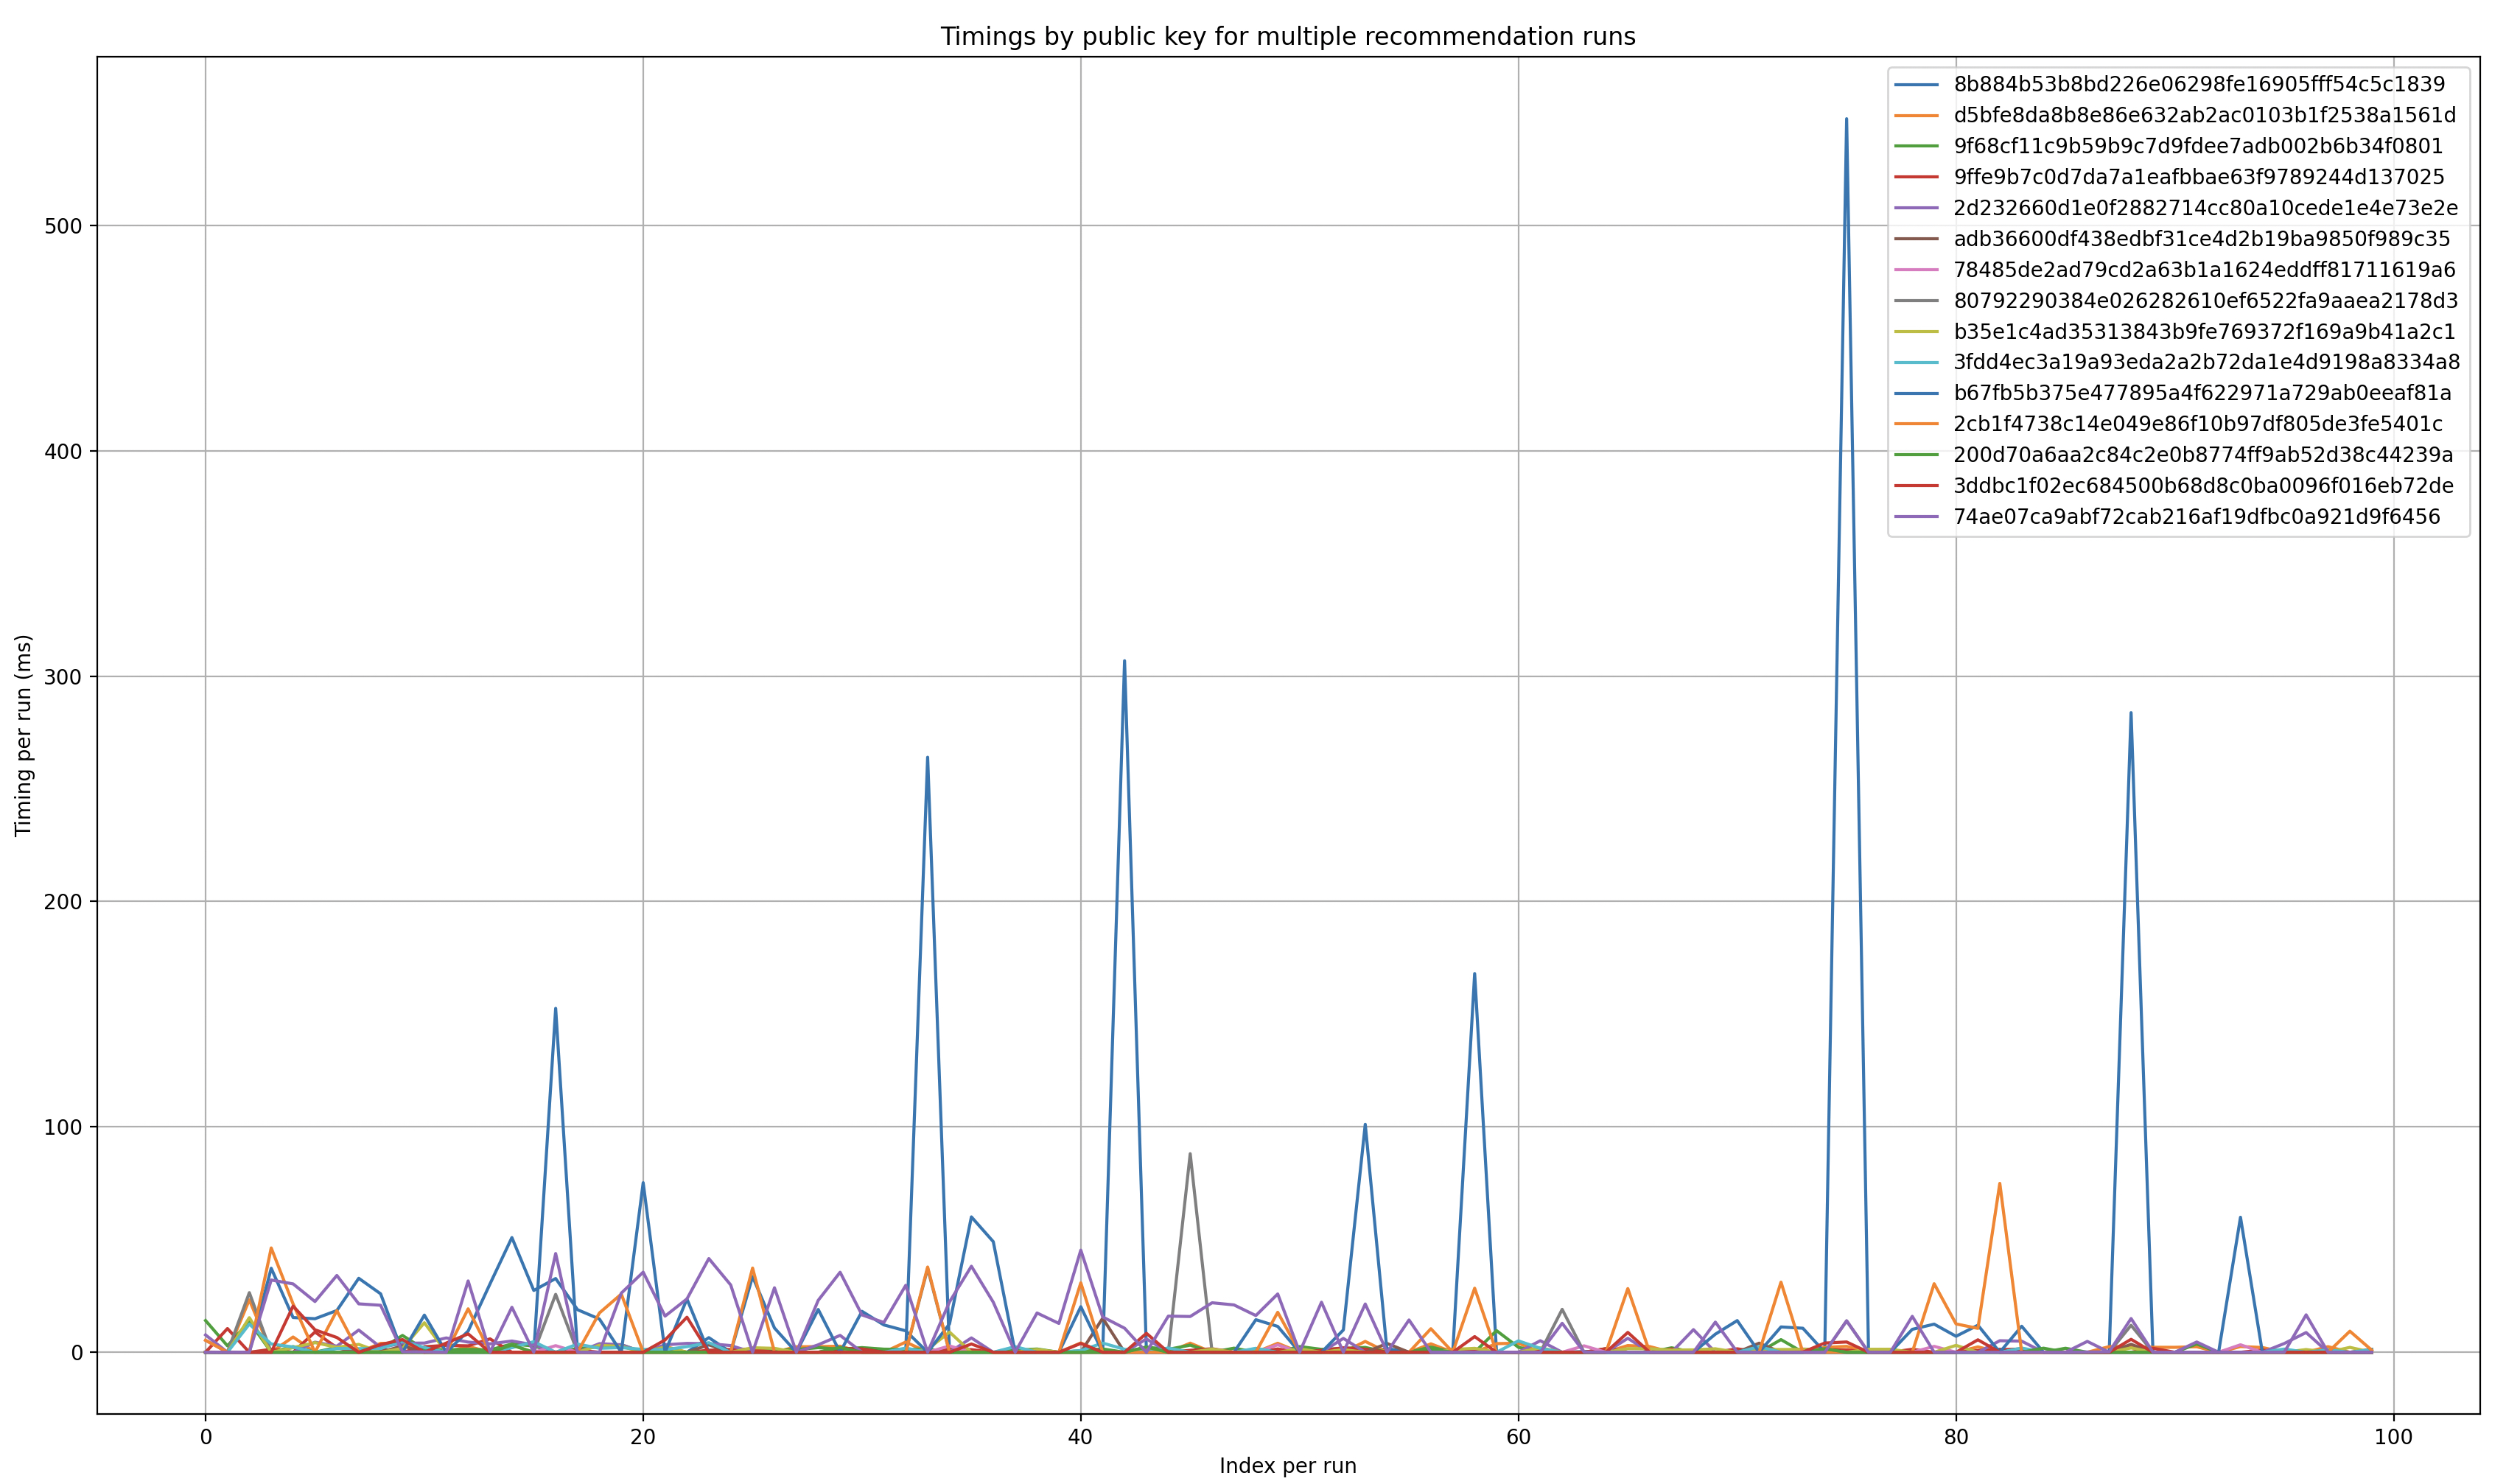 Timings by public key for multiple recommendation runs
8b884b53b8bd226e06298fe16905fff54c5c1839
d5bfe8da8b8e86e632ab2ac0103b1f2538a1561d
9f68cf11c9b59b9c7d9fdee7adb002b6b34f0801
9ffe9b7c0d7da7a1eafbbae63f9789244d137025
2d232660d1e0f2882714cc80a10cede1e4e73e2e
adb36600df438edbf31ce4d2b19ba9850f989c35
78485de2ad79cd2a63b1a1624eddff81711619a6
80792290384e026282610ef6522fa9aaea2178d3
b35e1c4ad35313843b9fe769372f169a9b41a2c1
3fdd4ec3a19a93eda2a2b72da1e4d9198a8334a8
b67fb5b375e477895a4f622971a729ab0eeaf81a
2cb1f4738c14e049e86f10b97df805de3fe5401c
200d70a6aa2c84c2e0b8774ff9ab52d38c44239a
3ddbc1f02ec684500b68d8c0ba0096f016eb72de
74ae07ca9abf72cab216af19dfbc0a921d9f6456
Timing per run (ms)
500
400
300
200
100
0
0 20 40 60 80 100
Index per run